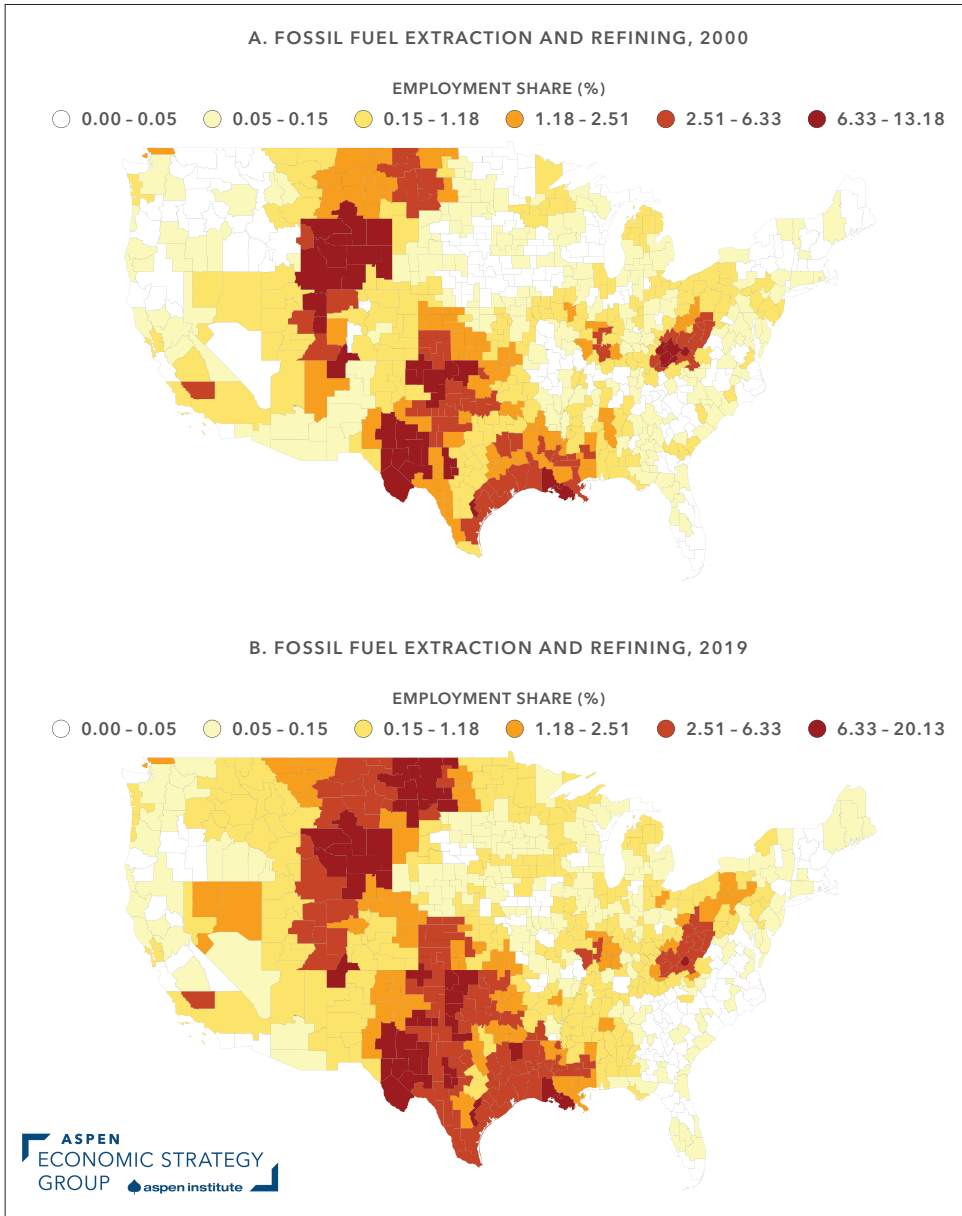 A. FOSSIL FUEL EXTRACTION AND REFINING, 2000
EMPLOYMENT SHARE (%)
0.00 – 0.05 0.05 – 0.15 0.15 – 1.18 1.18 – 2.51 2.51 – 6.33 6.33 – 13.18
B. FOSSIL FUEL EXTRACTION AND REFINING, 2019
EMPLOYMENT SHARE (%)
0.00 – 0.05 0.05 – 0.15 0.15 – 1.18 1.18 – 2.51 2.51 – 6.33 6.33 – 20.13
ASPEN
ECONOMIC STRATEGY
GROUP aspen institute